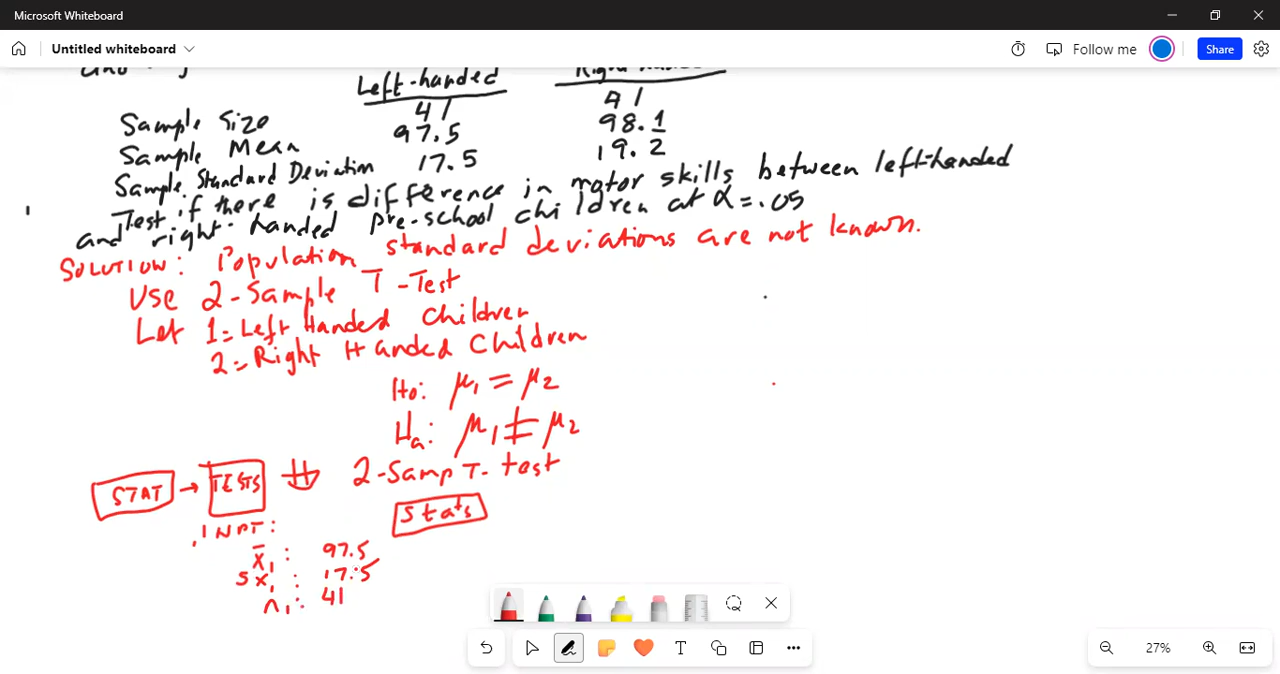 Microsoft Whiteboard
Untitled whiteboard
Follow me
Share
Left-handed
Sample Size 41 41
Sample Mean 97.5 98.1
Sample Standard Deviation 17.5 19.2
Test if there is difference in motor skills between left-handed
and right-handed pre-school children at α = .05
SOLUTION: Population standard deviations are not known.
Use 2-Sample T-Test
Let 1 = Left Handed Children
2 = Right Handed Children
Ho: μ1 = μ2
Ha: μ1 ≠ μ2
STAT → TESTS 2-Samp T-test
INPT: Stats
x̄1: 97.5
Sx1: 17.5
n1: 41
27%